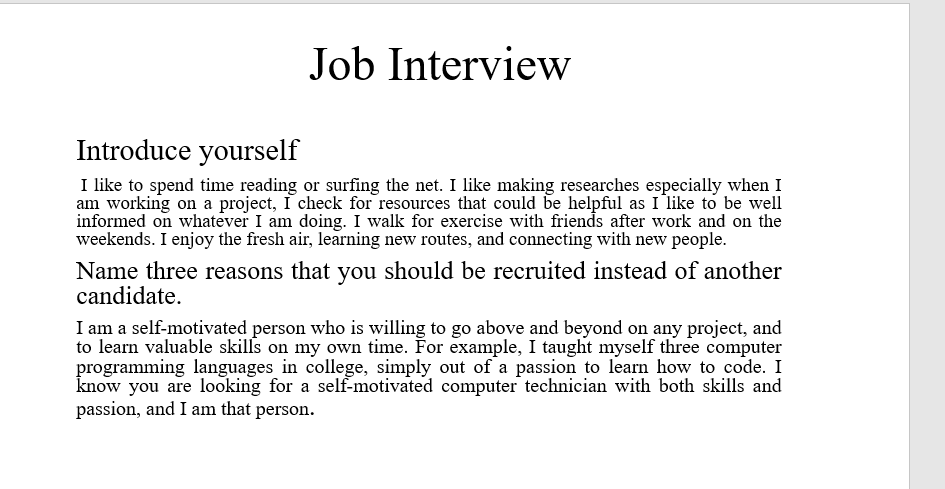 Job Interview
Introduce yourself
I like to spend time reading or surfing the net. I like making researches especially when I
am working on a project, I check for resources that could be helpful as I like to be well
informed on whatever I am doing. I walk for exercise with friends after work and on the
weekends. I enjoy the fresh air, learning new routes, and connecting with new people.
Name three reasons that you should be recruited instead of another
candidate.
I am a self-motivated person who is willing to go above and beyond on any project, and
to learn valuable skills on my own time. For example, I taught myself three computer
programming languages in college, simply out of a passion to learn how to code. I
know you are looking for a self-motivated computer technician with both skills and
passion, and I am that person.